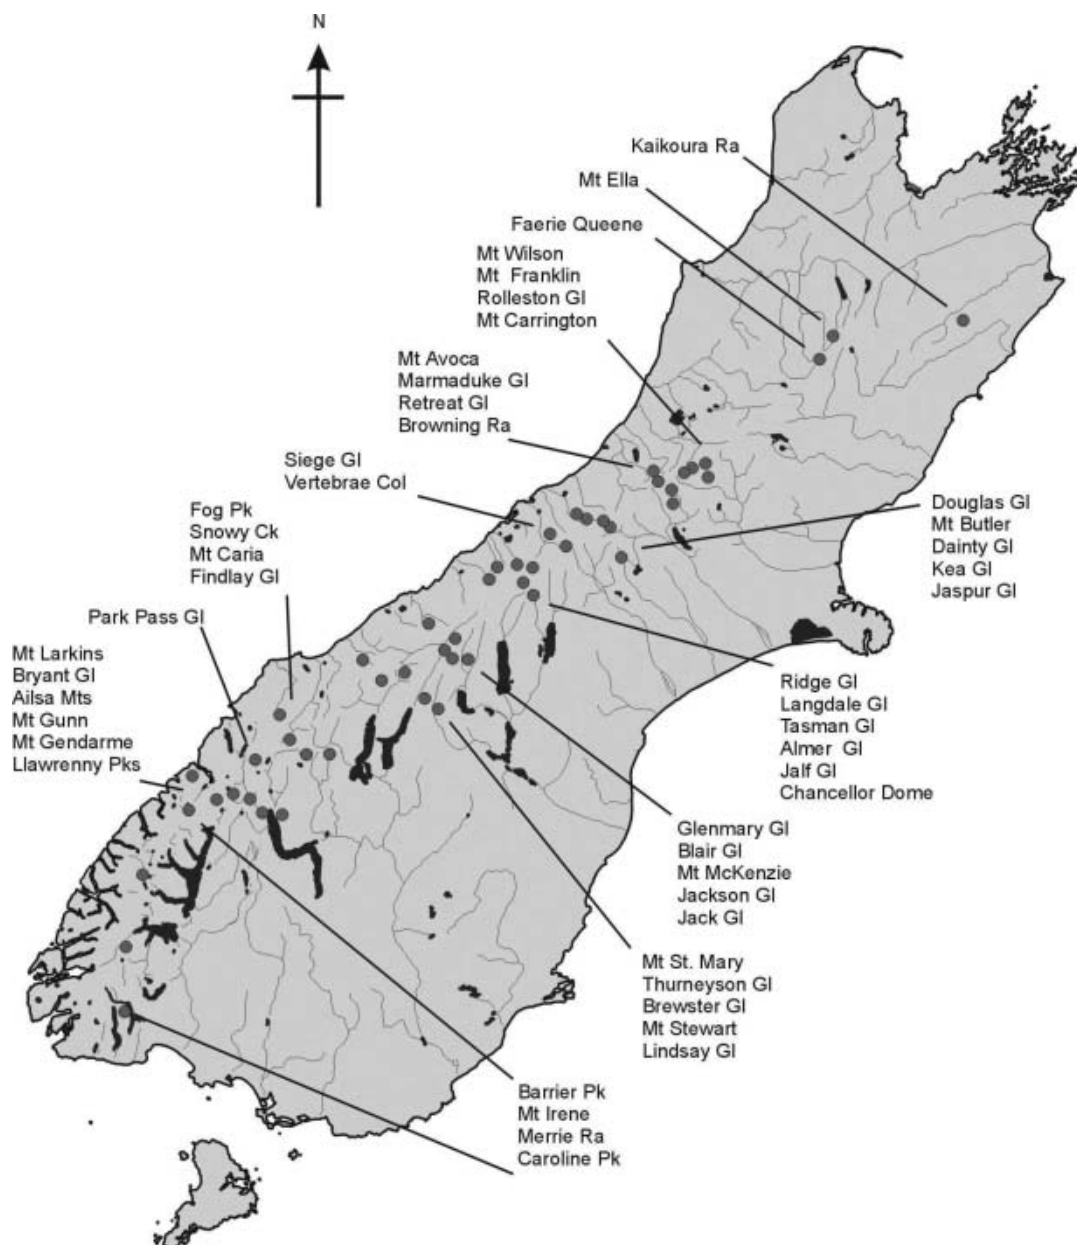 N
Kaikoura Ra
Mt Ella
Faerie Queene
Mt Wilson
Mt Franklin
Rolleston Gl
Mt Carrington
Mt Avoca
Marmaduke Gl
Retreat Gl
Browning Ra
Siege Gl
Vertebrae Col
Fog Pk
Snowy Ck
Mt Caria
Findlay Gl
Park Pass Gl
Mt Larkins
Bryant Gl
Ailsa Mts
Mt Gunn
Mt Gendarme
Llawrenny Pks
Douglas Gl
Mt Butler
Dainty Gl
Kea Gl
Jaspur Gl
Ridge Gl
Langdale Gl
Tasman Gl
Almer Gl
Jalf Gl
Chancellor Dome
Glenmary Gl
Blair Gl
Mt McKenzie
Jackson Gl
Jack Gl
Mt St. Mary
Thurneyson Gl
Brewster Gl
Mt Stewart
Lindsay Gl
Barrier Pk
Mt Irene
Merrie Ra
Caroline Pk